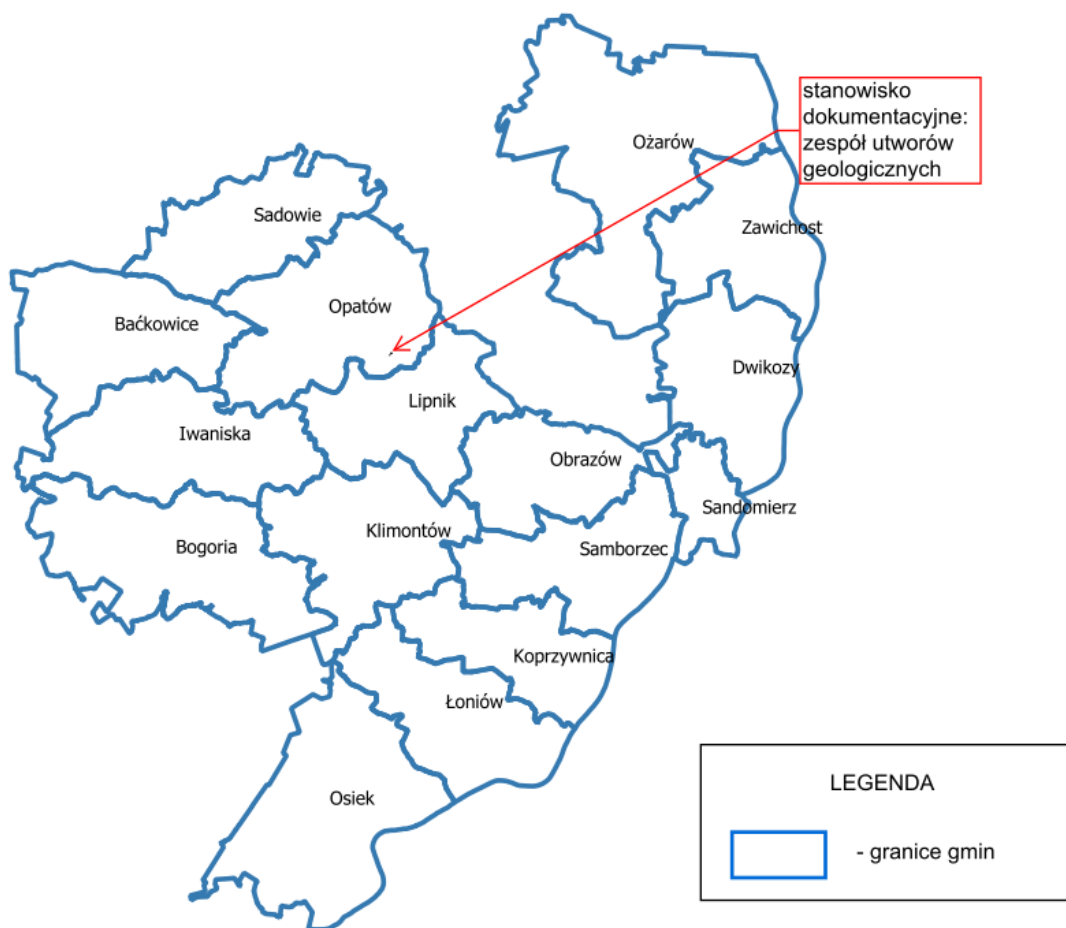 stanowisko
dokumentacyjne:
zespół utworów
geologicznych
Ożarów
Sadowie
Zawichost
Opatów
Baćkowice
Dwikozy
Lipnik
Iwaniska
Obrazów
Sandomierz
Klimontów
Bogoria
Samborzec
Koprzywnica
Łoniów
Osiek
LEGENDA
- granice gmin